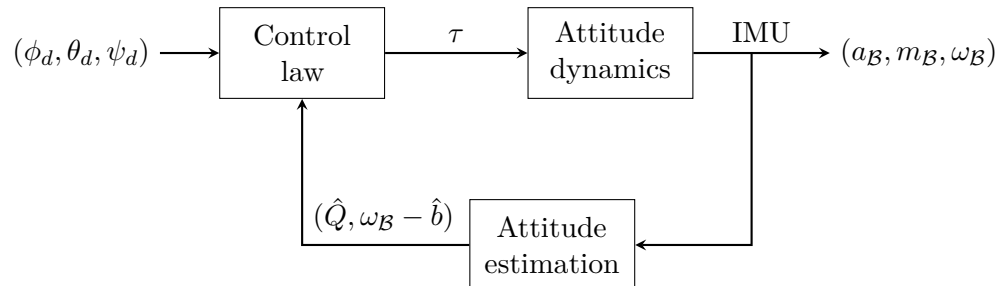 (ϕ_d, θ_d, ψ_d)
Control
law
τ
Attitude
dynamics
IMU
(a_ℬ, m_ℬ, ω_ℬ)
(Q̂, ω_ℬ − b̂)
Attitude
estimation